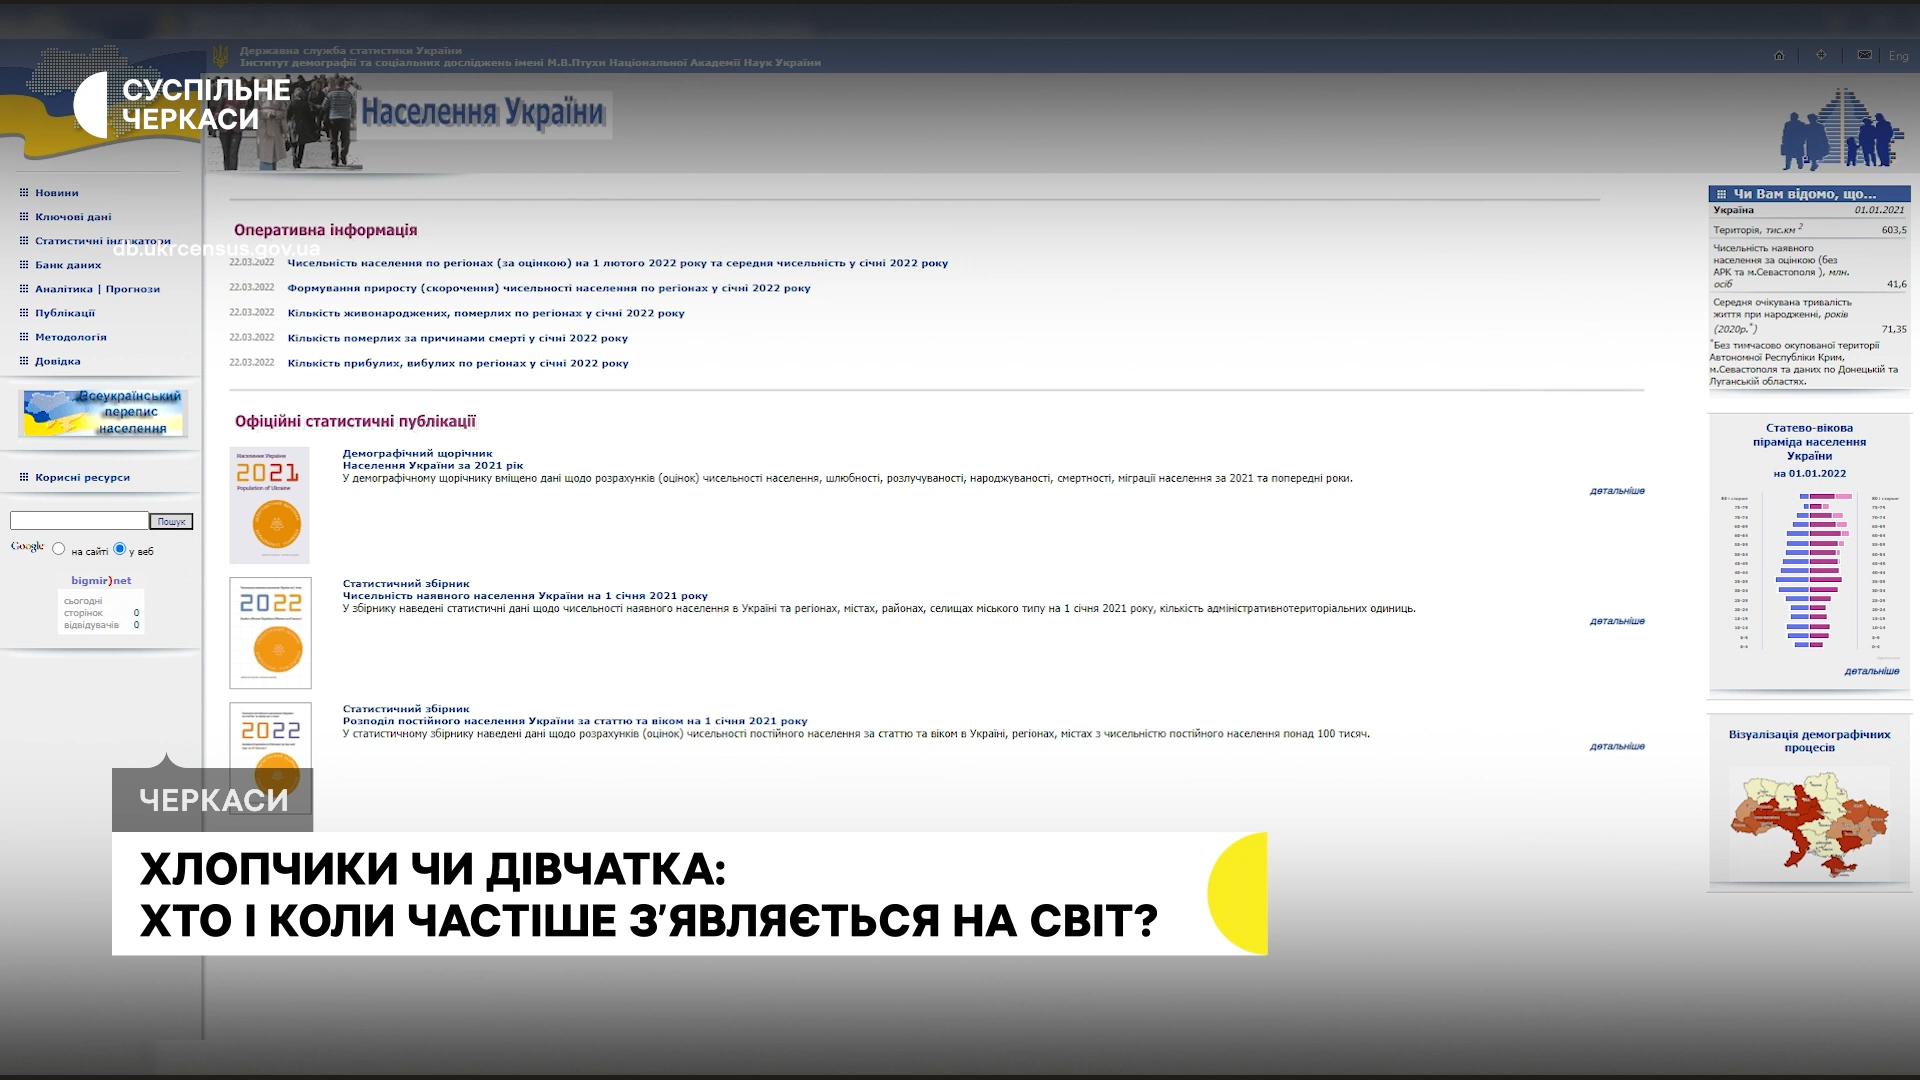 Державна служба статистики України
Інститут демографії та соціальних досліджень імені М.В.Птухи Національної Академії Наук України
Eng
СУСПІЛЬНЕ
ЧЕРКАСИ
Населення України
Новини
Ключові дані
Статистичні індикатори
db.ukrcensus.gov.ua
Банк даних
Аналітика | Прогнози
Публікації
Методологія
Довідка
Всеукраїнський
перепис
населення
Корисні ресурси
Пошук
Google
на сайті
у веб
bigmir)net
сьогодні
сторінок 0
відвідувачів 0
Оперативна інформація
22.03.2022 Чисельність населення по регіонах (за оцінкою) на 1 лютого 2022 року та середня чисельність у січні 2022 року
22.03.2022 Формування приросту (скорочення) чисельності населення по регіонах у січні 2022 року
22.03.2022 Кількість живонароджених, померлих по регіонах у січні 2022 року
22.03.2022 Кількість померлих за причинами смерті у січні 2022 року
22.03.2022 Кількість прибулих, вибулих по регіонах у січні 2022 року
Офіційні статистичні публікації
Населення України
2021
Population of Ukraine
Демографічний щорічник
Населення України за 2021 рік
У демографічному щорічнику вміщено дані щодо розрахунків (оцінок) чисельності населення, шлюбності, розлучуваності, народжуваності, смертності, міграції населення за 2021 та попередні роки.
детальніше
2022
Статистичний збірник
Чисельність наявного населення України на 1 січня 2021 року
У збірнику наведені статистичні дані щодо чисельності наявного населення в Україні та регіонах, містах, районах, селищах міського типу на 1 січня 2021 року, кількість адміністративнотериторіальних одиниць.
детальніше
2022
Статистичний збірник
Розподіл постійного населення України за статтю та віком на 1 січня 2021 року
У статистичному збірнику наведені дані щодо розрахунків (оцінок) чисельності постійного населення за статтю та віком в Україні, регіонах, містах з чисельністю постійного населення понад 100 тисяч.
детальніше
Чи Вам відомо, що...
Україна 01.01.2021
Територія, тис.км 2 603,5
Чисельність наявного
населення за оцінкою (без
АРК та м.Севастополя ), млн.
осіб 41,6
Середня очікувана тривалість
життя при народженні, років
(2020р.*) 71,35
*Без тимчасово окупованої території
Автономної Республіки Крим,
м.Севастополя та даних по Донецькій та
Луганській областях.
Статево-вікова
піраміда населення
України
на 01.01.2022
детальніше
Візуалізація демографічних
процесів
ЧЕРКАСИ
ХЛОПЧИКИ ЧИ ДІВЧАТКА:
ХТО І КОЛИ ЧАСТІШЕ З'ЯВЛЯЄТЬСЯ НА СВІТ?